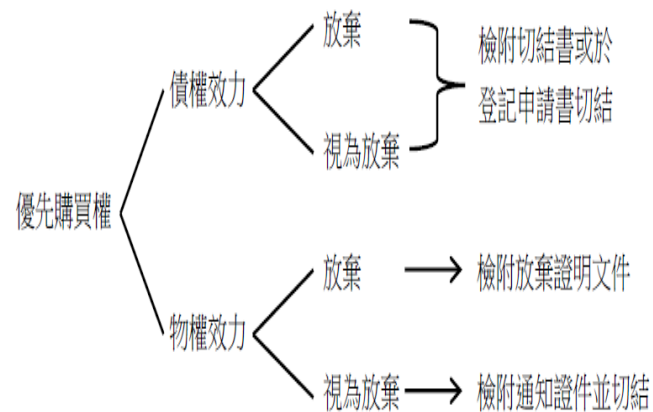 優先購買權
債權效力
放棄
視為放棄
檢附切結書或於
登記申請書切結
物權效力
放棄
檢附放棄證明文件
視為放棄
檢附通知證件並切結